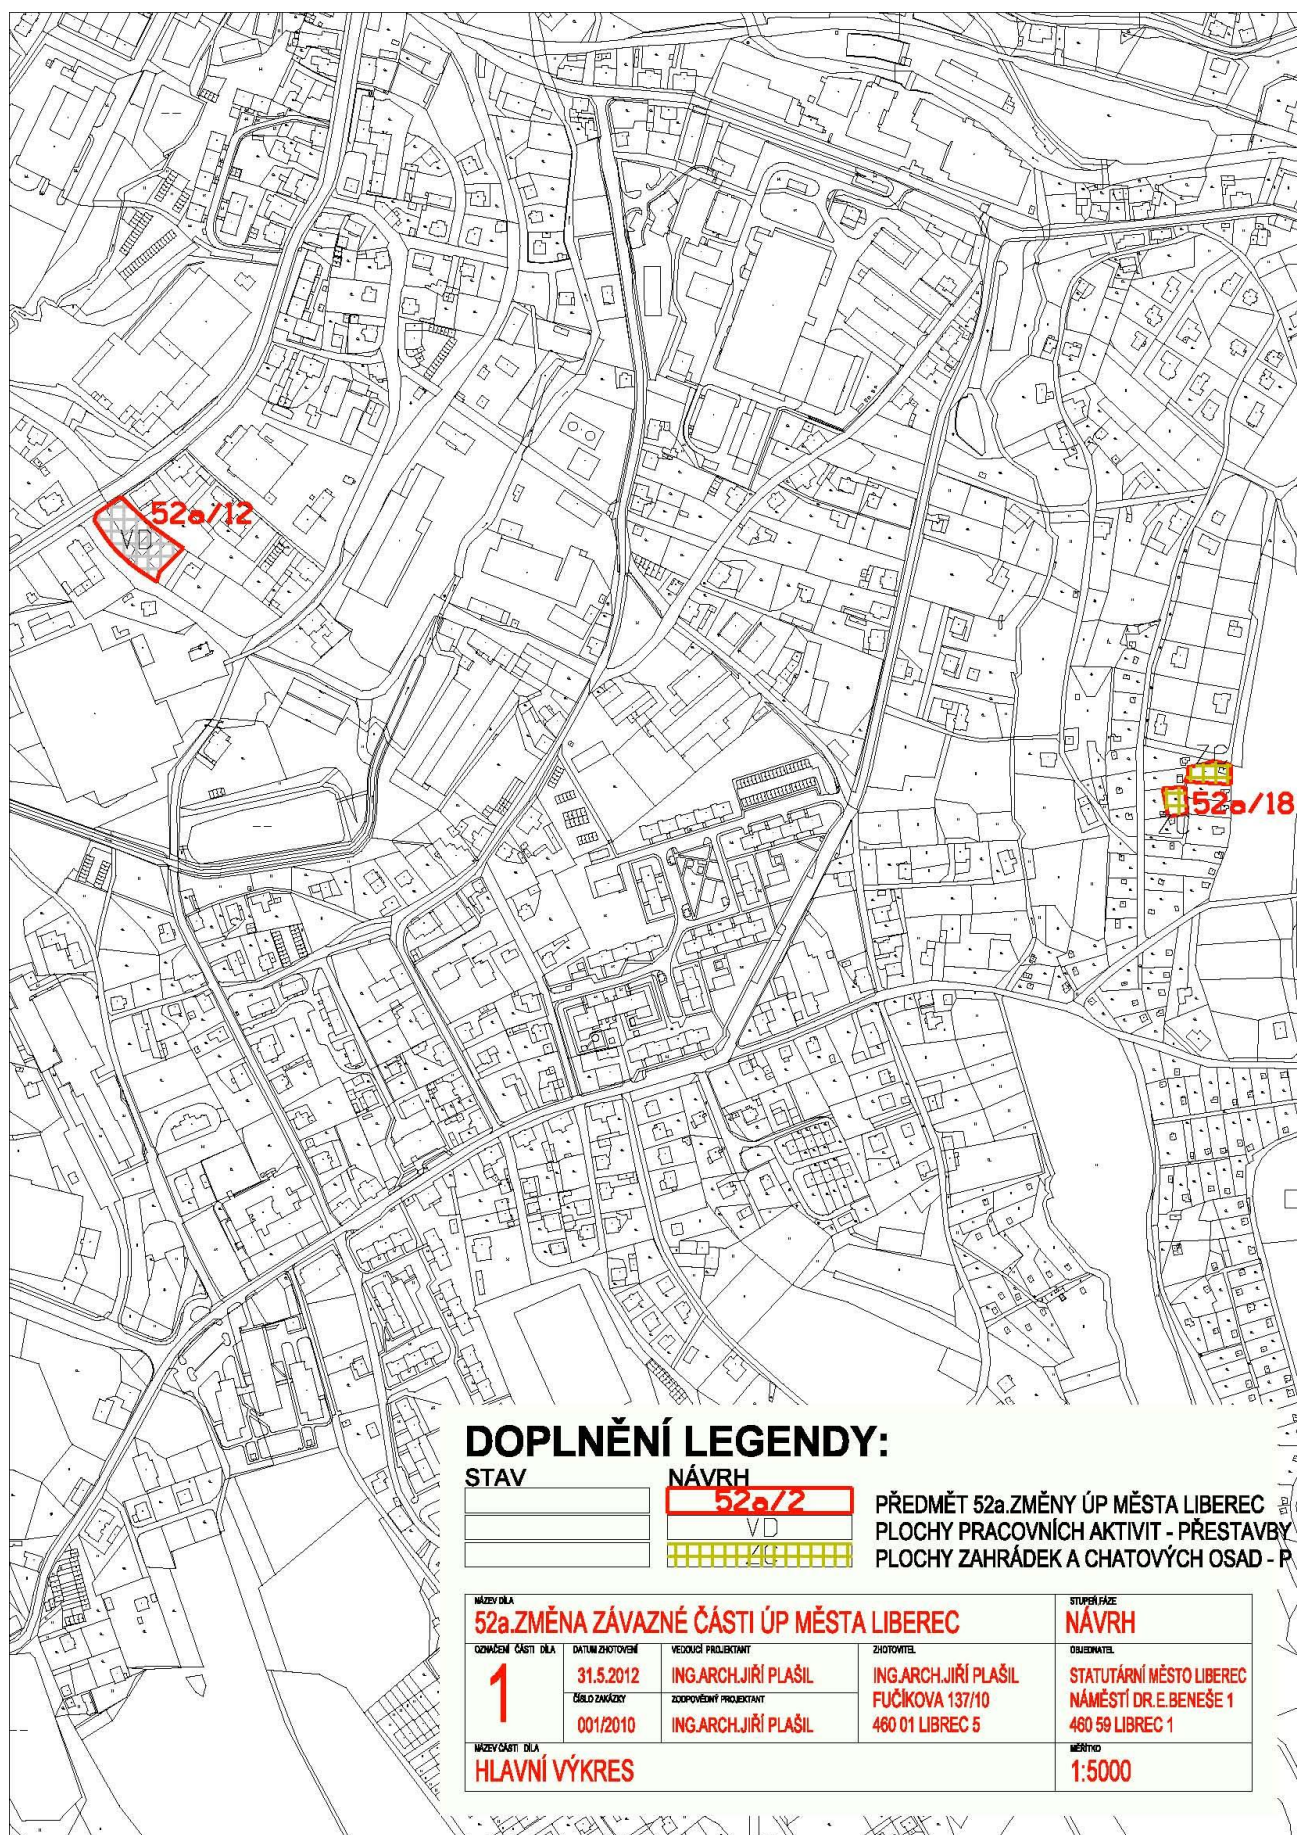 52a/12
VD
ZC
52a/18
DOPLNĚNÍ LEGENDY:
STAV NÁVRH
52a/2 PŘEDMĚT 52a.ZMĚNY ÚP MĚSTA LIBEREC
VD PLOCHY PRACOVNÍCH AKTIVIT - PŘESTAVBY
ZC PLOCHY ZAHRÁDEK A CHATOVÝCH OSAD - P
NÁZEV DÍLA
52a.ZMĚNA ZÁVAZNÉ ČÁSTI ÚP MĚSTA LIBEREC
STUPEŇ,FÁZE
NÁVRH
OZNAČENÍ ČÁSTI DÍLA
1
DATUM ZHOTOVENÍ
31.5.2012
ČÍSLO ZAKÁZKY
001/2010
VEDOUCÍ PROJEKTANT
ING.ARCH.JIŘÍ PLAŠIL
ZODPOVĚDNÝ PROJEKTANT
ING.ARCH.JIŘÍ PLAŠIL
ZHOTOVITEL
ING.ARCH.JIŘÍ PLAŠIL
FUČÍKOVA 137/10
460 01 LIBREC 5
OBJEDNATEL
STATUTÁRNÍ MĚSTO LIBEREC
NÁMĚSTÍ DR.E.BENEŠE 1
460 59 LIBREC 1
NÁZEV ČÁSTI DÍLA
HLAVNÍ VÝKRES
MĚŘÍTKO
1:5000